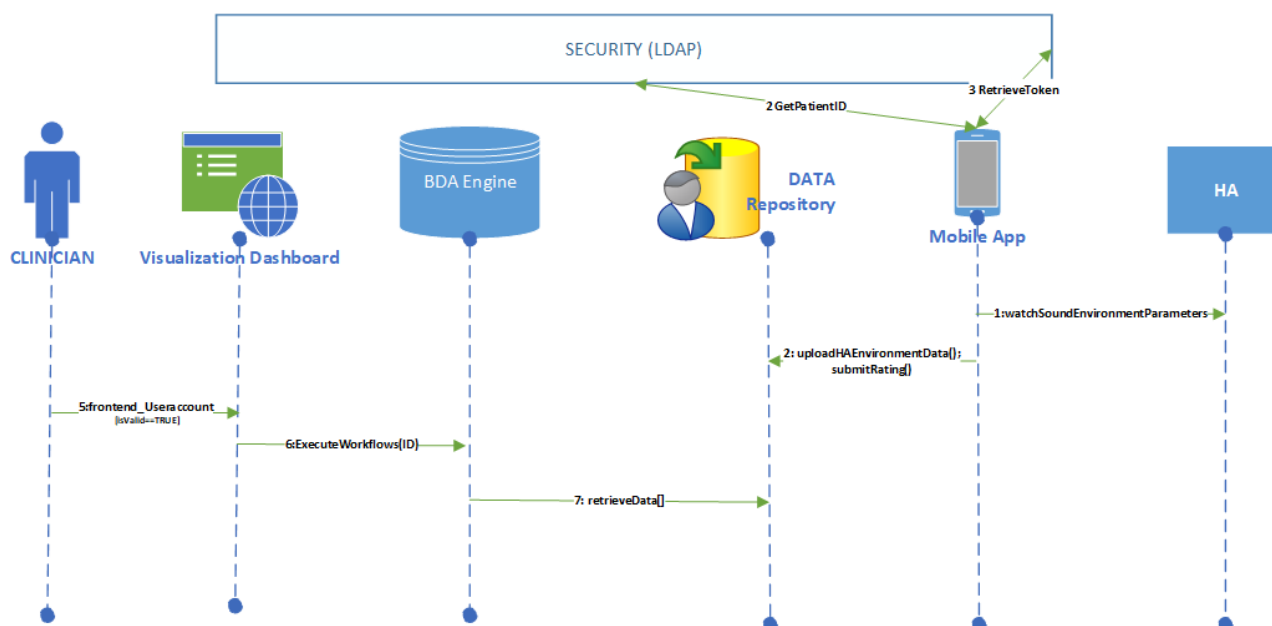 SECURITY (LDAP)
3 RetrieveToken
2 GetPatientID
BDA Engine
DATA
Repository
HA
Mobile App
CLINICIAN
Visualization Dashboard
1:watchSoundEnvironmentParameters
2: uploadHAEnvironmentData();
submitRating()
5:frontend_Useraccount
[isValid==TRUE]
6:ExecuteWorkflows(ID)
7: retrieveData[]